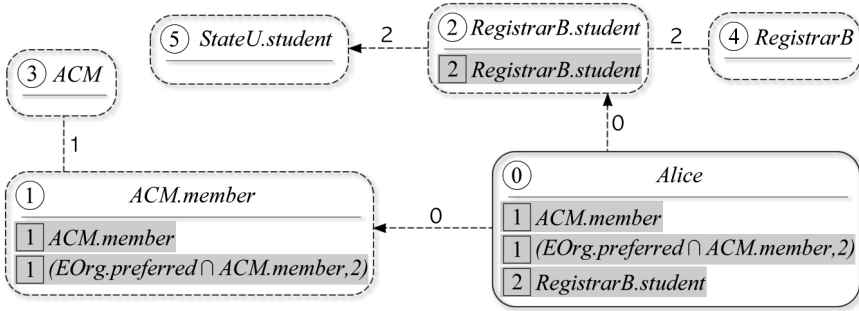 5 StateU.student
2
2 RegistrarB.student
2 RegistrarB.student
2
4 RegistrarB
3 ACM
1
0
1 ACM.member
1 ACM.member
1 (EOrg.preferred ∩ ACM.member,2)
0
0 Alice
1 ACM.member
1 (EOrg.preferred ∩ ACM.member,2)
2 RegistrarB.student